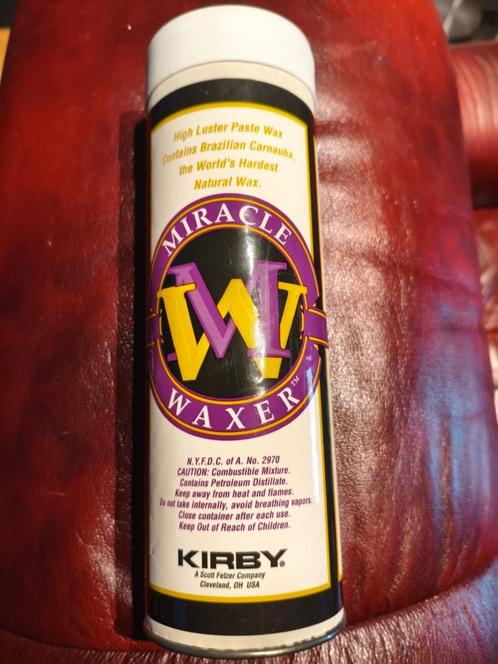 High Luster Paste Wax
Contains Brazilian Carnauba,
the World's Hardest
Natural Wax.
MIRACLE
MW
WAXER™
N.Y.F.D.C. of A. No. 2970
CAUTION: Combustible Mixture.
Contains Petroleum Distillate.
Keep away from heat and flames.
Do not take internally, avoid breathing vapors.
Close container after each use.
Keep Out of Reach of Children.
KIRBY®
A Scott Fetzer Company
Cleveland, OH USA